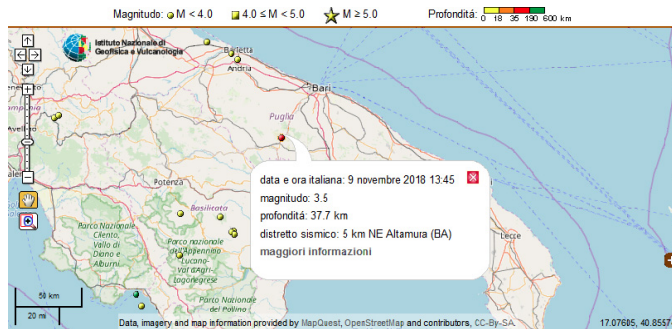 Magnitudo: M < 4.0 4.0 ≤ M < 5.0 M ≥ 5.0 Profondità: 0 18 35 190 600 km
Istituto Nazionale di
Geofisica e Vulcanologia
Barletta
Andria
Bari
Puglia
Campania
Avellino
data e ora italiana: 9 novembre 2018 13:45
magnitudo: 3.5
profondità: 37.7 km
distretto sismico: 5 km NE Altamura (BA)
maggiori informazioni
Potenza
Basilicata
Lecce
Parco Nazionale
Cilento,
Vallo di
Diano e
Alburni
Parco nazionale
dell'Appennino
Lucano-
Val d'Agri-
Lagonegrese
Parco Nazionale
del Pollino
50 km
20 mi
Data, imagery and map information provided by MapQuest, OpenStreetMap and contributors, CC-By-SA.